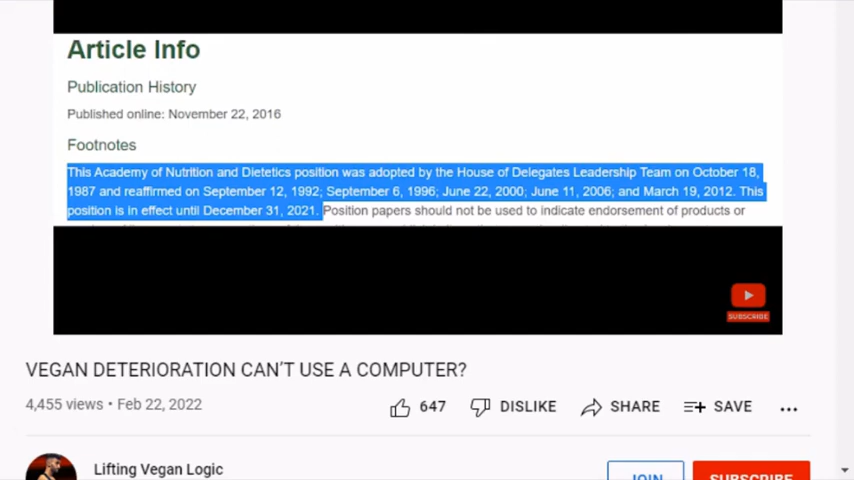 Article Info
Publication History
Published online: November 22, 2016
Footnotes
This Academy of Nutrition and Dietetics position was adopted by the House of Delegates Leadership Team on October 18,
1987 and reaffirmed on September 12, 1992; September 6, 1996; June 22, 2000; June 11, 2006; and March 19, 2012. This
position is in effect until December 31, 2021. Position papers should not be used to indicate endorsement of products or
SUBSCRIBE
VEGAN DETERIORATION CAN'T USE A COMPUTER?
4,455 views • Feb 22, 2022
647 DISLIKE SHARE SAVE ...
Lifting Vegan Logic
JOIN SUBSCRIBE